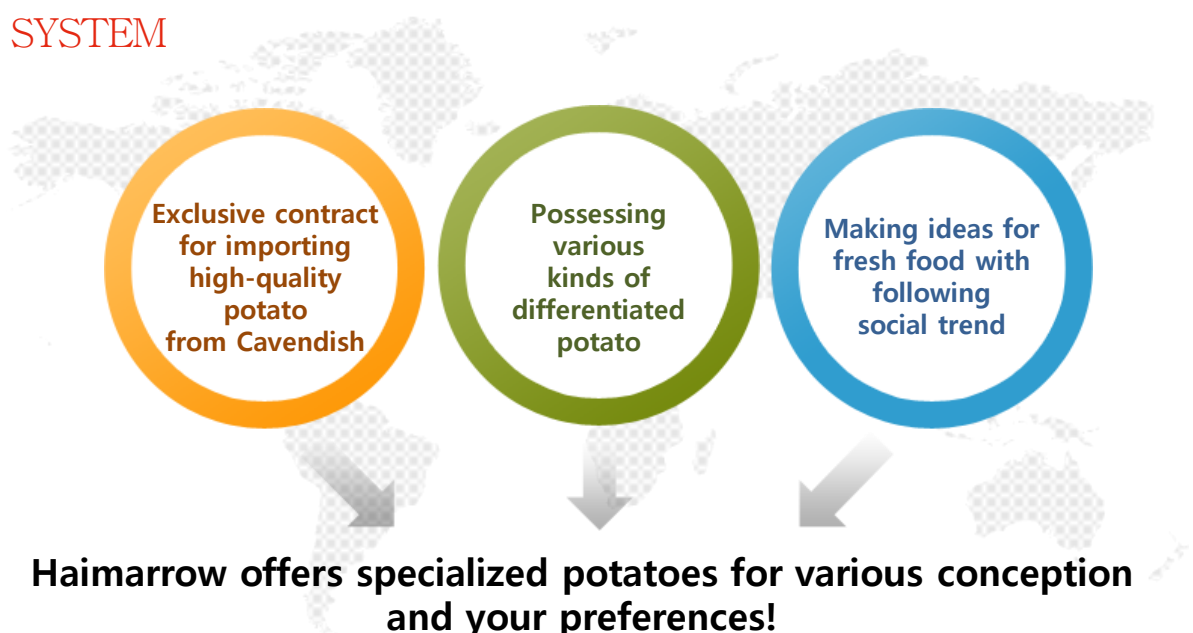 SYSTEM
Exclusive contract
for importing
high-quality
potato
from Cavendish
Possessing
various
kinds of
differentiated
potato
Making ideas for
fresh food with
following
social trend
Haimarrow offers specialized potatoes for various conception
and your preferences!